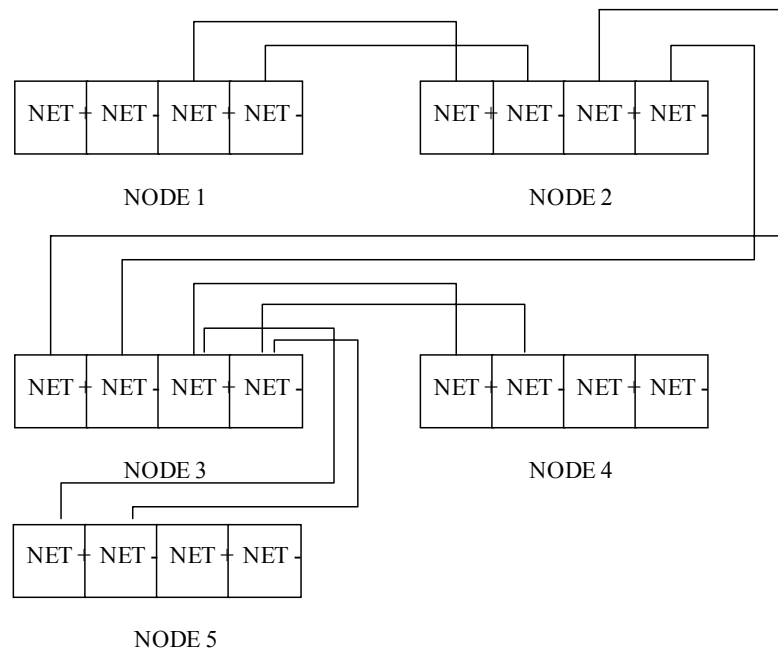 NET + NET - NET + NET - NET + NET - NET + NET -
NODE 1 NODE 2
NET + NET - NET + NET - NET + NET - NET + NET -
NODE 3 NODE 4
NET + NET - NET + NET -
NODE 5